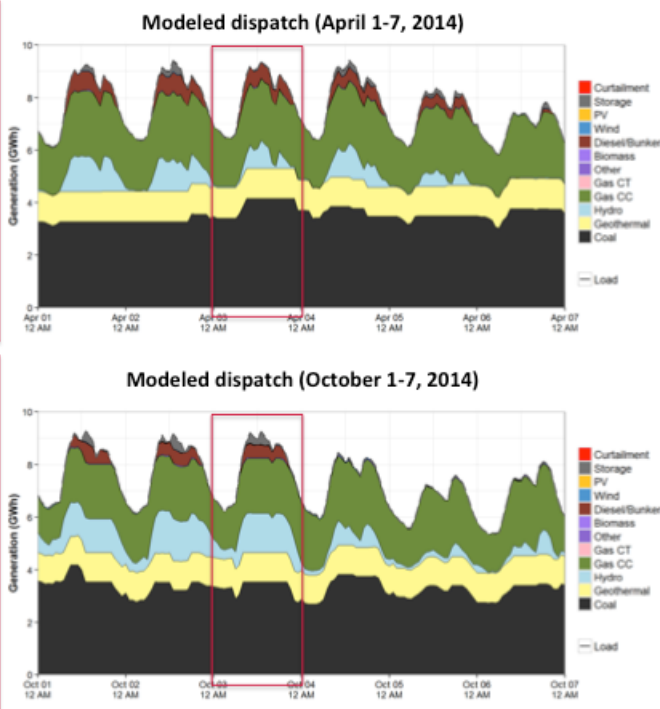 Modeled dispatch (April 1-7, 2014)
10
8
6
4
2
0
Generation (GWh)
Apr 01
12 AM
Apr 02
12 AM
Apr 03
12 AM
Apr 04
12 AM
Apr 05
12 AM
Apr 06
12 AM
Apr 07
12 AM
Curtailment
Storage
PV
Wind
Diesel/Bunker
Biomass
Other
Gas CT
Gas CC
Hydro
Geothermal
Coal
Load
Modeled dispatch (October 1-7, 2014)
10
8
6
4
2
0
Generation (GWh)
Oct 01
12 AM
Oct 02
12 AM
Oct 03
12 AM
Oct 04
12 AM
Oct 05
12 AM
Oct 06
12 AM
Oct 07
12 AM
Curtailment
Storage
PV
Wind
Diesel/Bunker
Biomass
Other
Gas CT
Gas CC
Hydro
Geothermal
Coal
Load